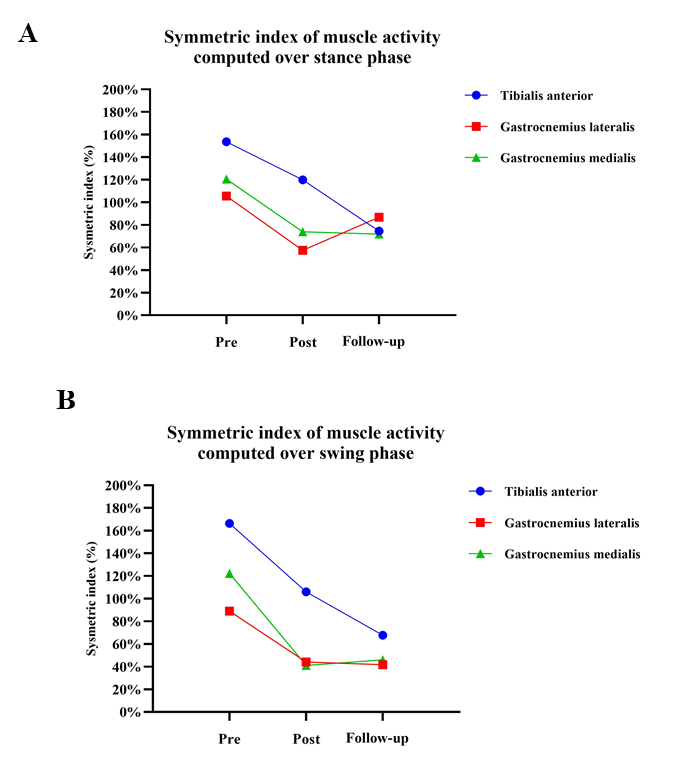 A
Symmetric index of muscle activity
computed over stance phase
Sysmetric index (%)
200%
180%
160%
140%
120%
100%
80%
60%
40%
20%
0%
Pre
Post
Follow-up
Tibialis anterior
Gastrocnemius lateralis
Gastrocnemius medialis
B
Symmetric index of muscle activity
computed over swing phase
Sysmetric index (%)
200%
180%
160%
140%
120%
100%
80%
60%
40%
20%
0%
Pre
Post
Follow-up
Tibialis anterior
Gastrocnemius lateralis
Gastrocnemius medialis